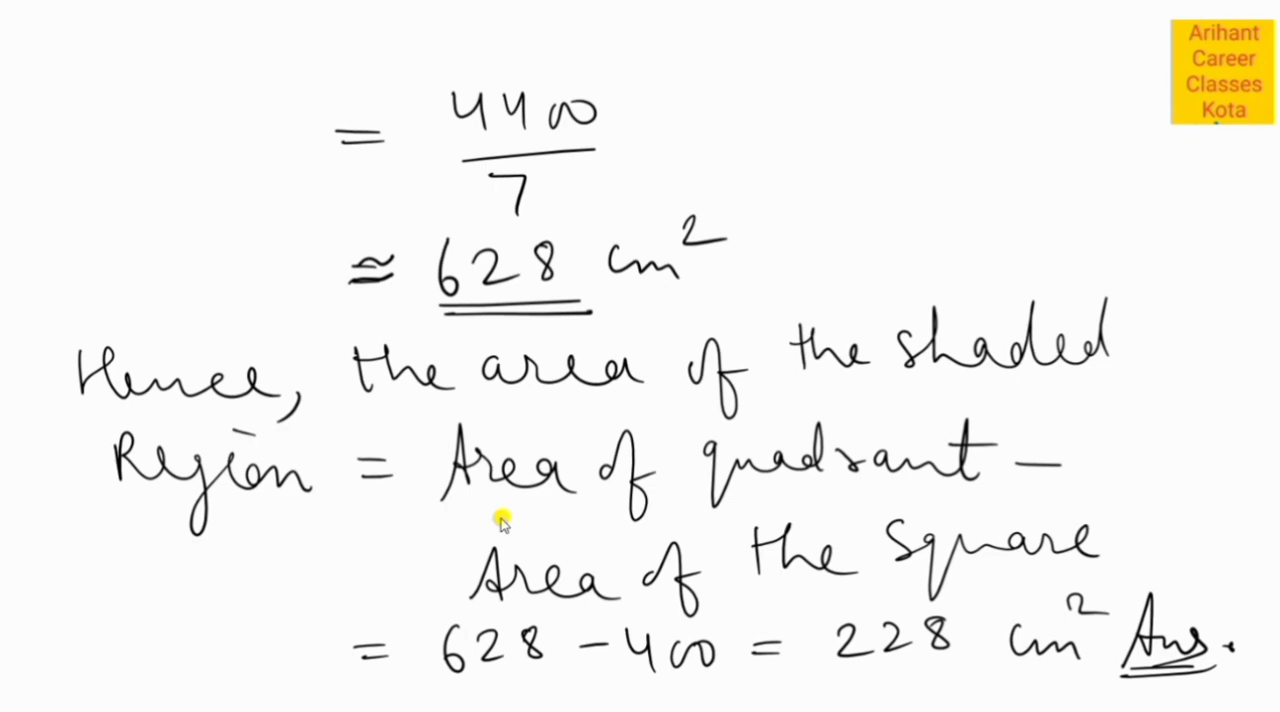 Arihant
Career
Classes
Kota
= 4400/7
≃ 628 cm²
Hence, the area of the shaded
Region = Area of quadrant –
Area of the square
= 628 – 400 = 228 cm² Ans.